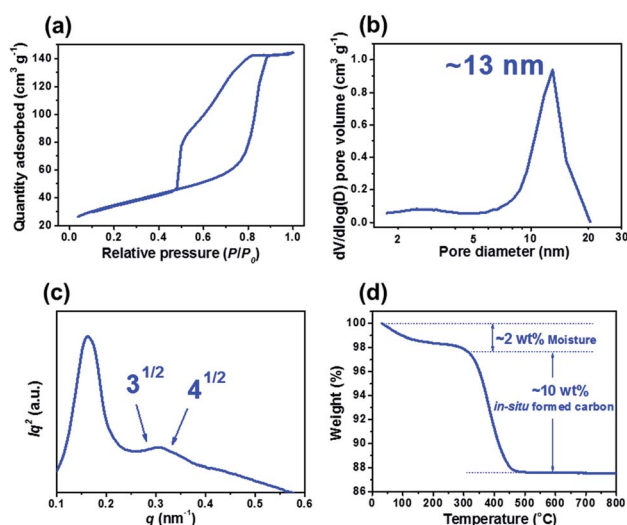 (a)
Quantity adsorbed (cm³ g⁻¹)
140
120
100
80
60
40
20
0.0 0.2 0.4 0.6 0.8 1.0
Relative pressure (P/P₀)
(b)
dV/dlog(D) pore volume (cm³ g⁻¹)
~13 nm
1.0
0.8
0.6
0.4
0.2
0.0
2 5 10 20 30
Pore diameter (nm)
(c)
Iq² (a.u.)
3^1/2 4^1/2
0.1 0.2 0.3 0.4 0.5 0.6
q (nm⁻¹)
(d)
Weight (%)
100
98
96
94
92
90
88
86
~2 wt% Moisture
~10 wt%
in-situ formed carbon
0 100 200 300 400 500 600 700 800
Temperature (°C)